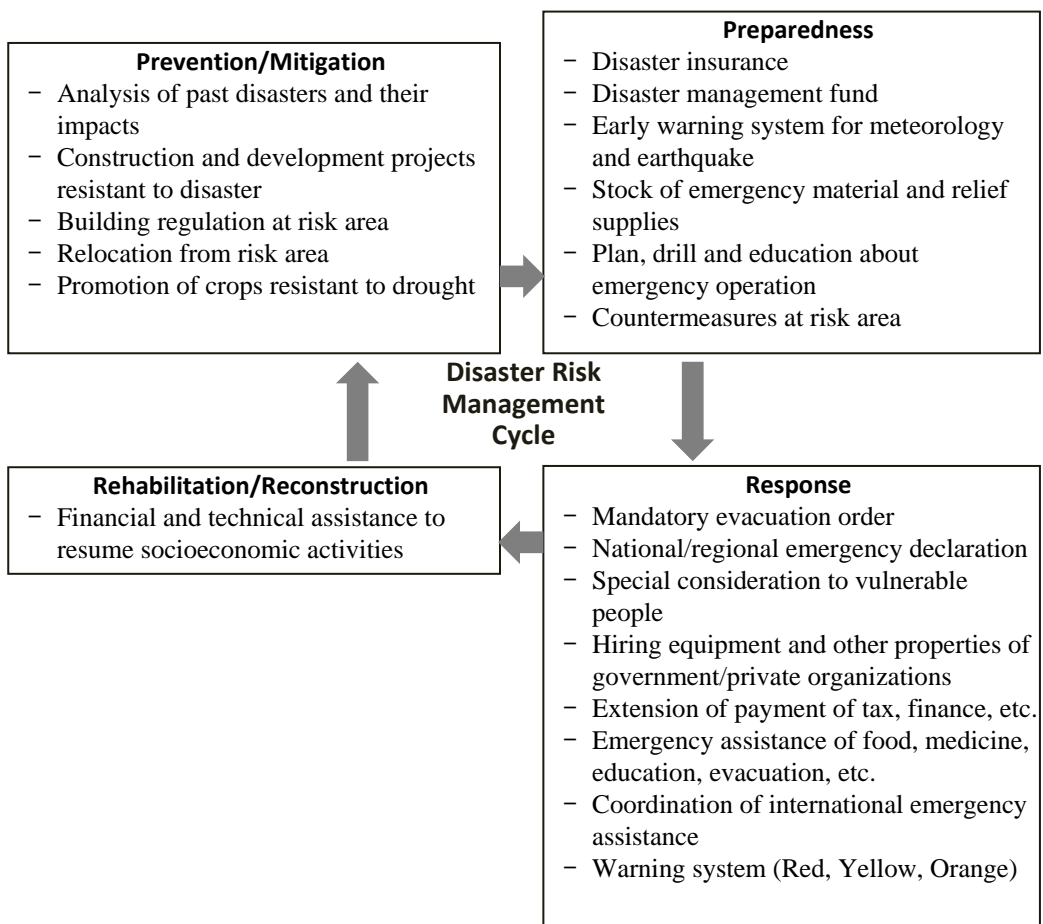 Prevention/Mitigation
− Analysis of past disasters and their
impacts
− Construction and development projects
resistant to disaster
− Building regulation at risk area
− Relocation from risk area
− Promotion of crops resistant to drought
Preparedness
− Disaster insurance
− Disaster management fund
− Early warning system for meteorology
and earthquake
− Stock of emergency material and relief
supplies
− Plan, drill and education about
emergency operation
− Countermeasures at risk area
Disaster Risk
Management
Cycle
Rehabilitation/Reconstruction
− Financial and technical assistance to
resume socioeconomic activities
Response
− Mandatory evacuation order
− National/regional emergency declaration
− Special consideration to vulnerable
people
− Hiring equipment and other properties of
government/private organizations
− Extension of payment of tax, finance, etc.
− Emergency assistance of food, medicine,
education, evacuation, etc.
− Coordination of international emergency
assistance
− Warning system (Red, Yellow, Orange)